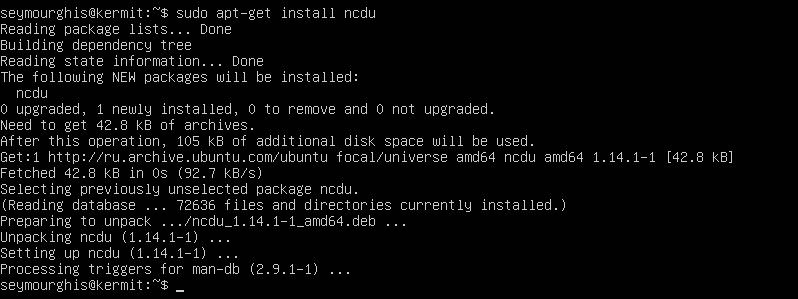 seymourghis@kermit:~$ sudo apt-get install ncdu
Reading package lists... Done
Building dependency tree
Reading state information... Done
The following NEW packages will be installed:
  ncdu
0 upgraded, 1 newly installed, 0 to remove and 0 not upgraded.
Need to get 42.8 kB of archives.
After this operation, 105 kB of additional disk space will be used.
Get:1 http://ru.archive.ubuntu.com/ubuntu focal/universe amd64 ncdu amd64 1.14.1-1 [42.8 kB]
Fetched 42.8 kB in 0s (92.7 kB/s)
Selecting previously unselected package ncdu.
(Reading database ... 72636 files and directories currently installed.)
Preparing to unpack .../ncdu_1.14.1-1_amd64.deb ...
Unpacking ncdu (1.14.1-1) ...
Setting up ncdu (1.14.1-1) ...
Processing triggers for man-db (2.9.1-1) ...
seymourghis@kermit:~$ _